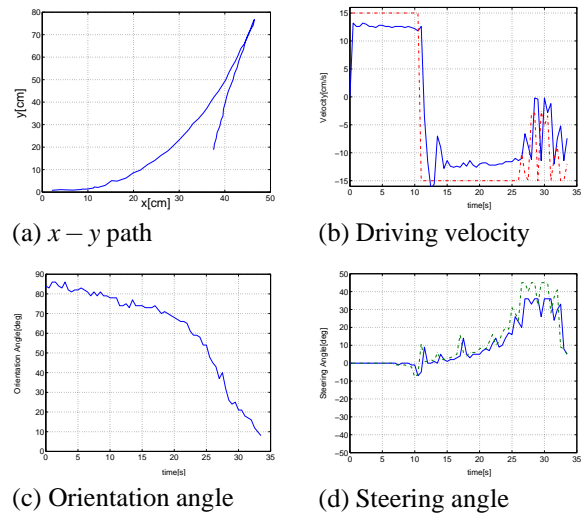 80
70
60
50
40
30
20
10
0
0 10 20 30 40 50
y[cm]
x[cm]
(a) x – y path
15
10
5
0
−5
−10
−15
0 5 10 15 20 25 30 35
Velocity[cm/s]
time[s]
(b) Driving velocity
90
80
70
60
50
40
30
20
10
0
0 5 10 15 20 25 30 35
Orientation Angle[deg]
time[s]
(c) Orientation angle
50
40
30
20
10
0
−10
−20
−30
−40
−50
0 5 10 15 20 25 30 35
Steering Angle[deg]
time[s]
(d) Steering angle